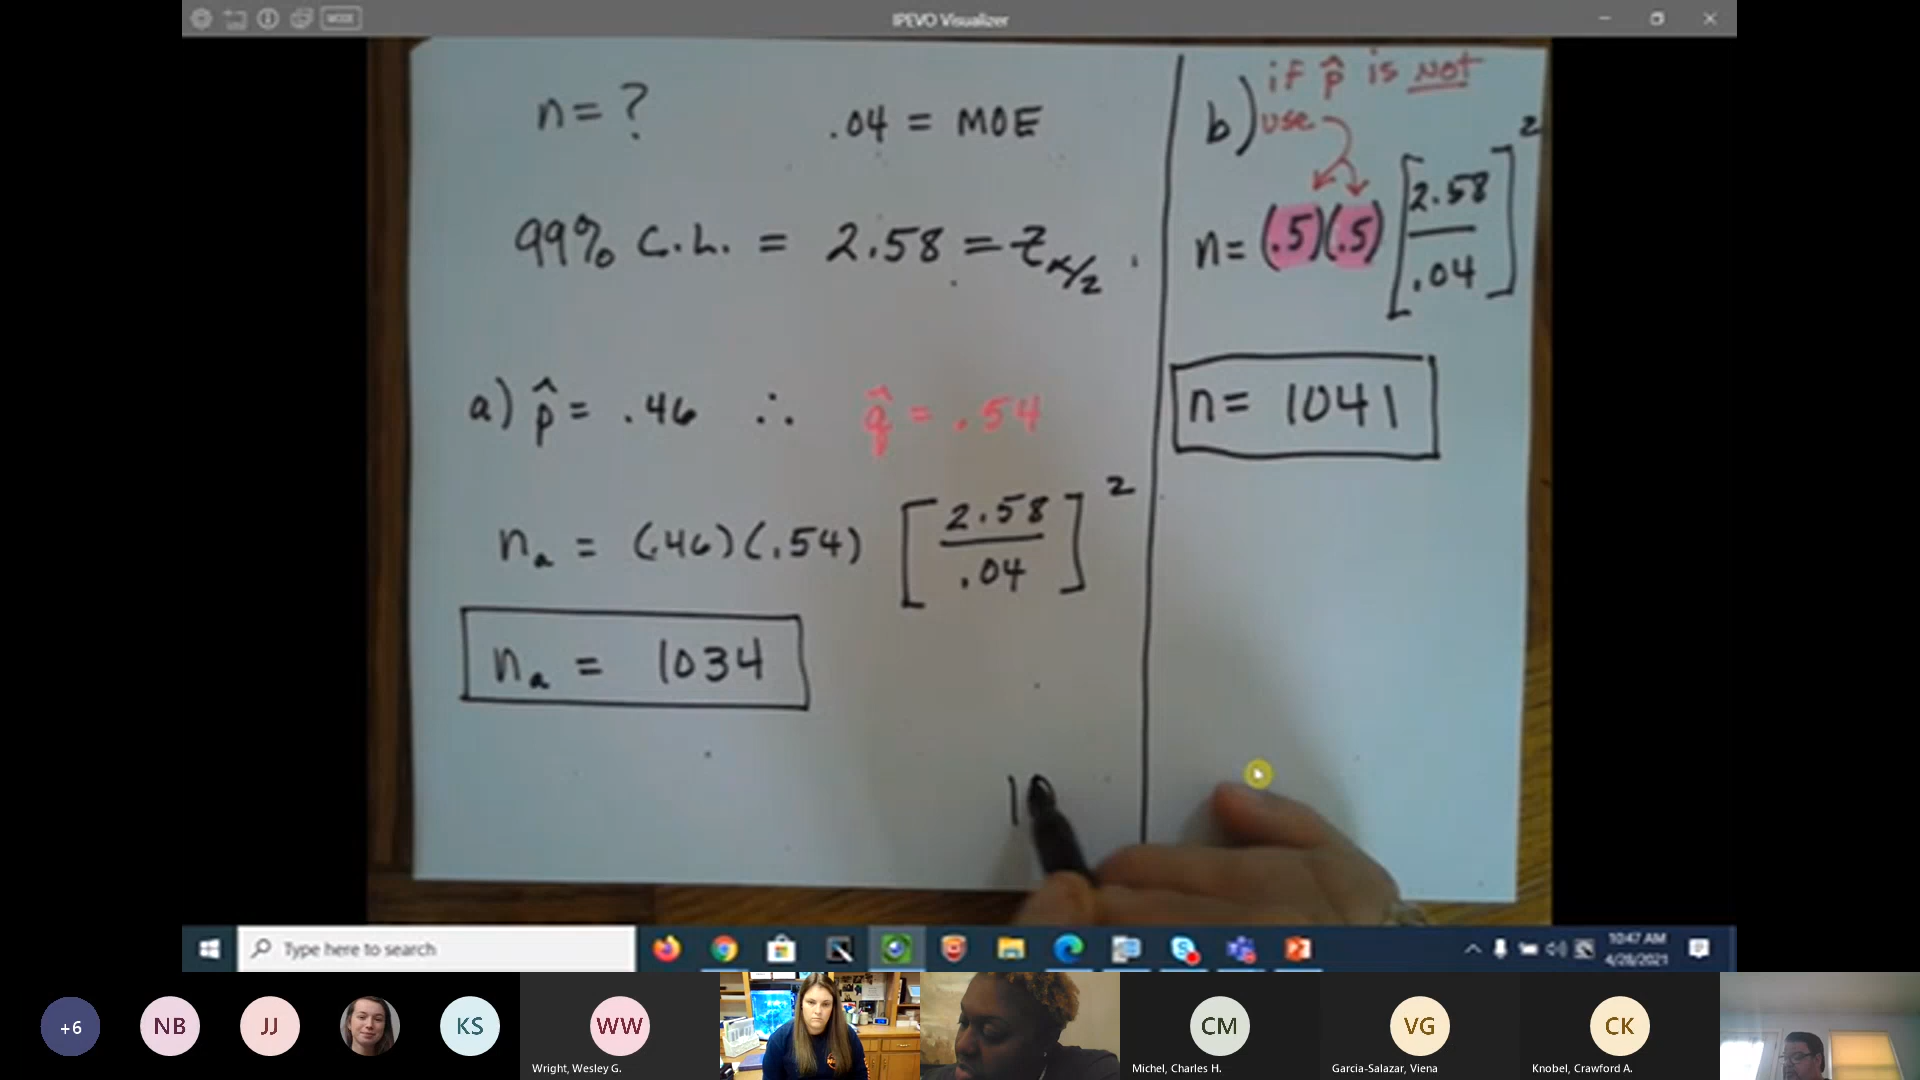 MODE
IPEVO Visualizer
n = ?
.04 = MOE
99% C.L. = 2.58 = Zα/2
a) p̂ = .46 ∴ q̂ = .54
nₐ = (.46)(.54) [2.58/.04]²
nₐ = 1034
10
b) if p̂ is NOT
use
n = (.5)(.5) [2.58/.04]²
n = 1041
Type here to search
10:47 AM
4/28/2021
+6
NB
JJ
KS
WW
Wright, Wesley G.
CM
Michel, Charles H.
VG
Garcia-Salazar, Viena
CK
Knobel, Crawford A.